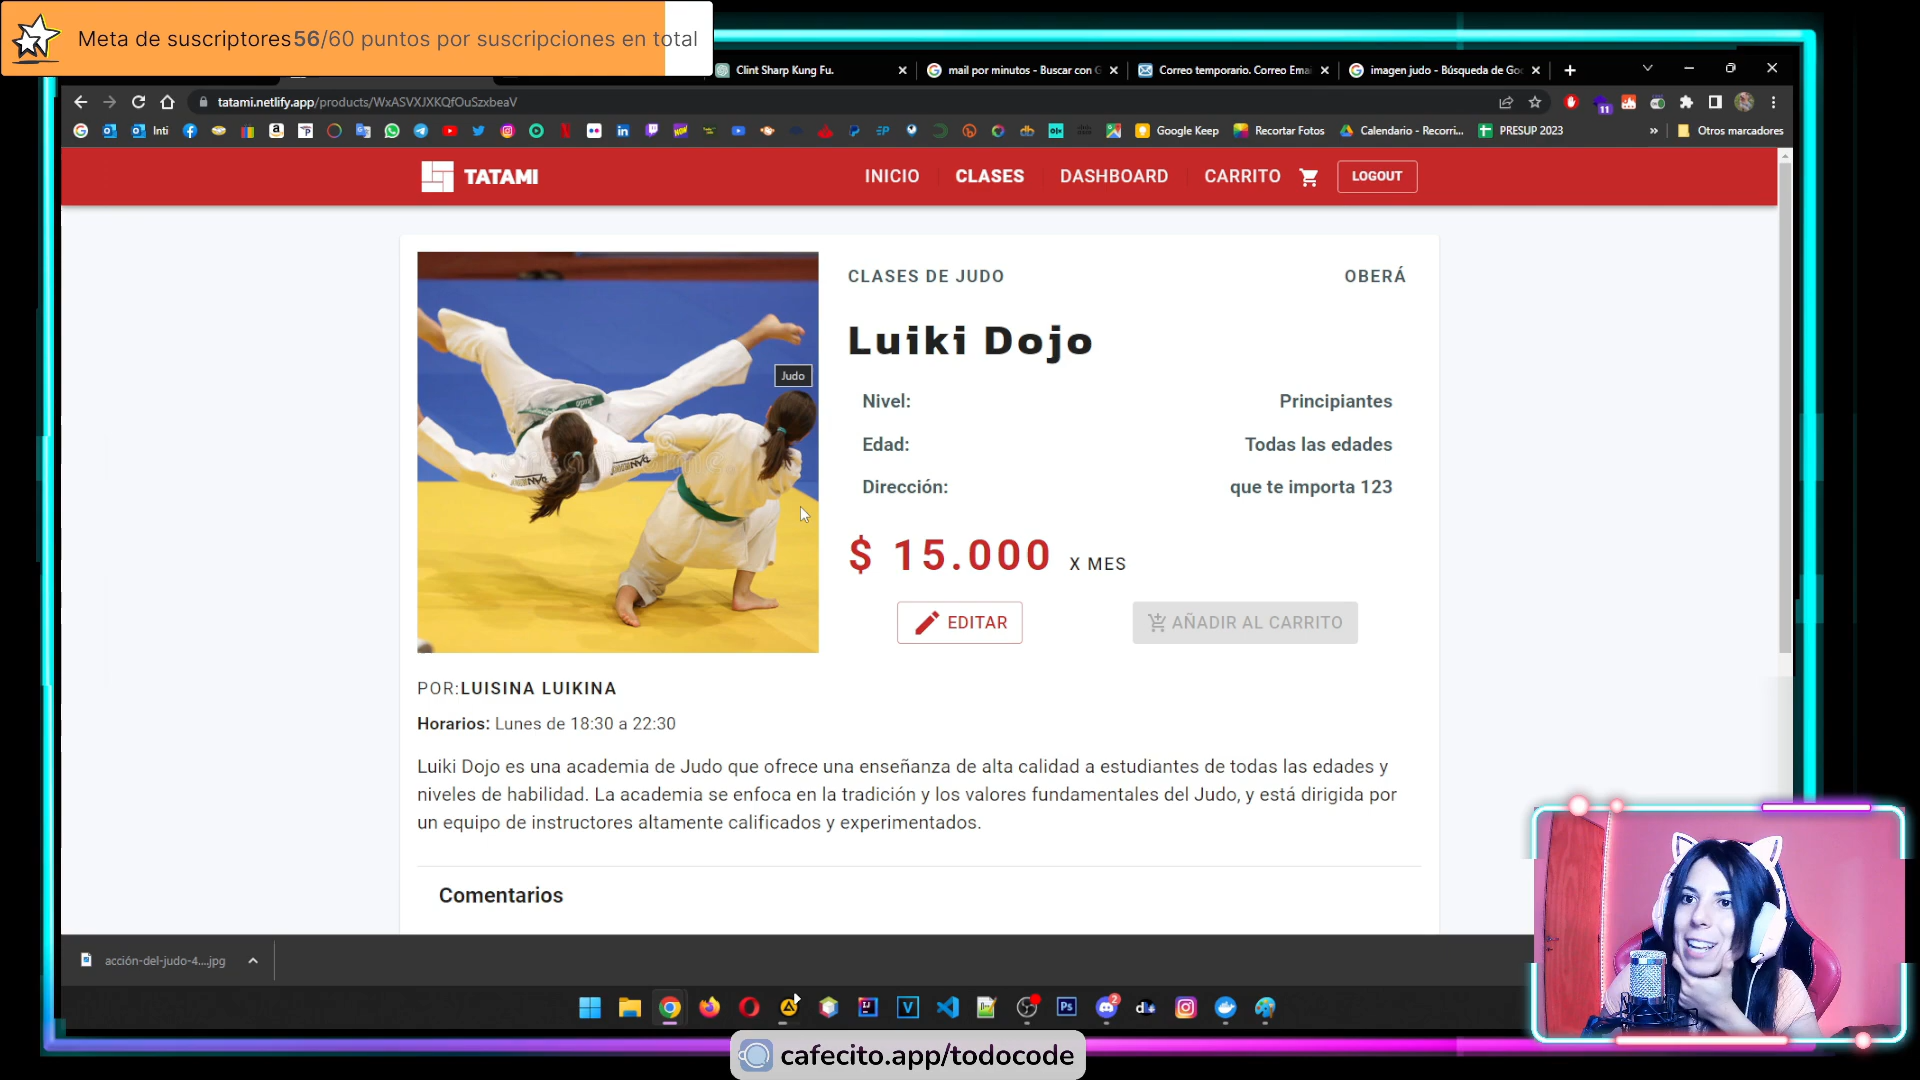 Meta de suscriptores 56/60 puntos por suscripciones en total
Clint Sharp Kung Fu.
mail por minutos - Buscar con G
Correo temporario. Correo Emai
imagen judo - Búsqueda de Go
tatami.netlify.app/products/WxASVXJXKQfOuSzxbeaV
11
Inti
Google Keep
Recortar Fotos
Calendario - Recorri...
PRESUP 2023
»
Otros marcadores
TATAMI
INICIO
CLASES
DASHBOARD
CARRITO
LOGOUT
CLASES DE JUDO
OBERÁ
Luiki Dojo
Judo
Nivel:
Principiantes
Edad:
Todas las edades
Dirección:
que te importa 123
$ 15.000 X MES
EDITAR
AÑADIR AL CARRITO
POR:LUISINA LUIKINA
Horarios: Lunes de 18:30 a 22:30
Luiki Dojo es una academia de Judo que ofrece una enseñanza de alta calidad a estudiantes de todas las edades y
niveles de habilidad. La academia se enfoca en la tradición y los valores fundamentales del Judo, y está dirigida por
un equipo de instructores altamente calificados y experimentados.
Comentarios
acción-del-judo-4....jpg
cafecito.app/todocode